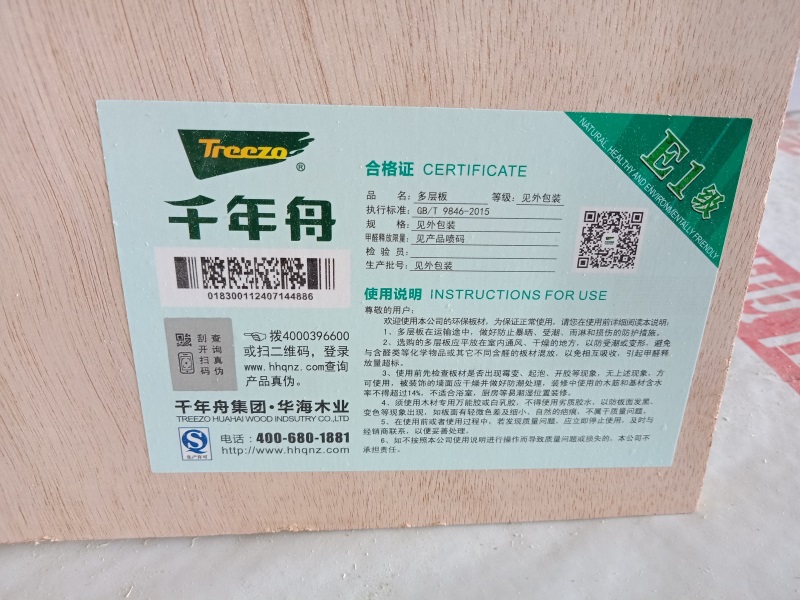 Treezo
®
千年舟
018300112407144886
刮开扫码
查询真伪
拨4000396600
或扫二维码，登录
www.hhqnz.com查询
产品真伪。
千年舟集团·华海木业
TREEZO HUAHAI WOOD INDSUTRY CO.,LTD
生产许可
电话：400-680-1881
http://www.hhqnz.com
合格证 CERTIFICATE
品 名：多层板 等级：见外包装
执行标准：GB/T 9846-2015
规 格：见外包装
甲醛释放限量：见产品喷码
检 验 员：
生产批号：见外包装
E1级
NATURAL, HEALTHY AND ENVIRONMENTALLY FRIENDLY
使用说明 INSTRUCTIONS FOR USE
尊敬的用户：
欢迎使用本公司的环保板材，为保证正常使用，请您在使用前详细阅读本说明：
1、多层板在运输途中，做好防止暴晒、受潮、雨淋和损伤的防护措施。
2、选购的多层板应平放在室内通风、干燥的地方，以防受潮或变形，避免
与含醛类等化学物品或其它不同含醛的板材混放，以免相互吸收，引起甲醛释
放量超标。
3、使用前先检查板材是否出现霉变、起泡、开胶等现象，无上述现象，方
可使用，被装饰的墙面应干燥并做好防潮处理，装修中使用的木筋和基材含水
率不得超过14%，不适合浴室、厨房等易潮湿位置装修。
4、须使用木材专用万能胶或白乳胶，不得使用劣质胶水，以防板面发黑、
变色等现象出现，如板面有轻微色差及细小、自然的疤痕，不属于质量问题。
5、在使用前或者使用过程中，若发现质量问题，应立即停止使用，及时与
经销商联系，以便妥善处理。
6、如不按照本公司使用说明进行操作而导致质量问题或损失的，本公司不
承担责任。